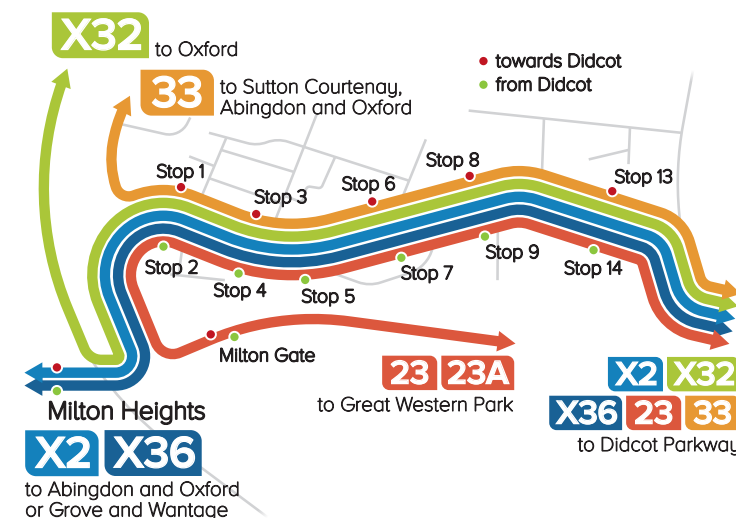 X32 to Oxford
33 to Sutton Courtenay,
Abingdon and Oxford
towards Didcot
from Didcot
Stop 1
Stop 3
Stop 6
Stop 8
Stop 13
Stop 2
Stop 4
Stop 5
Stop 7
Stop 9
Stop 14
Milton Gate
23 23A
to Great Western Park
X2 X32
X36 23 33
to Didcot Parkway
Milton Heights
X2 X36
to Abingdon and Oxford
or Grove and Wantage